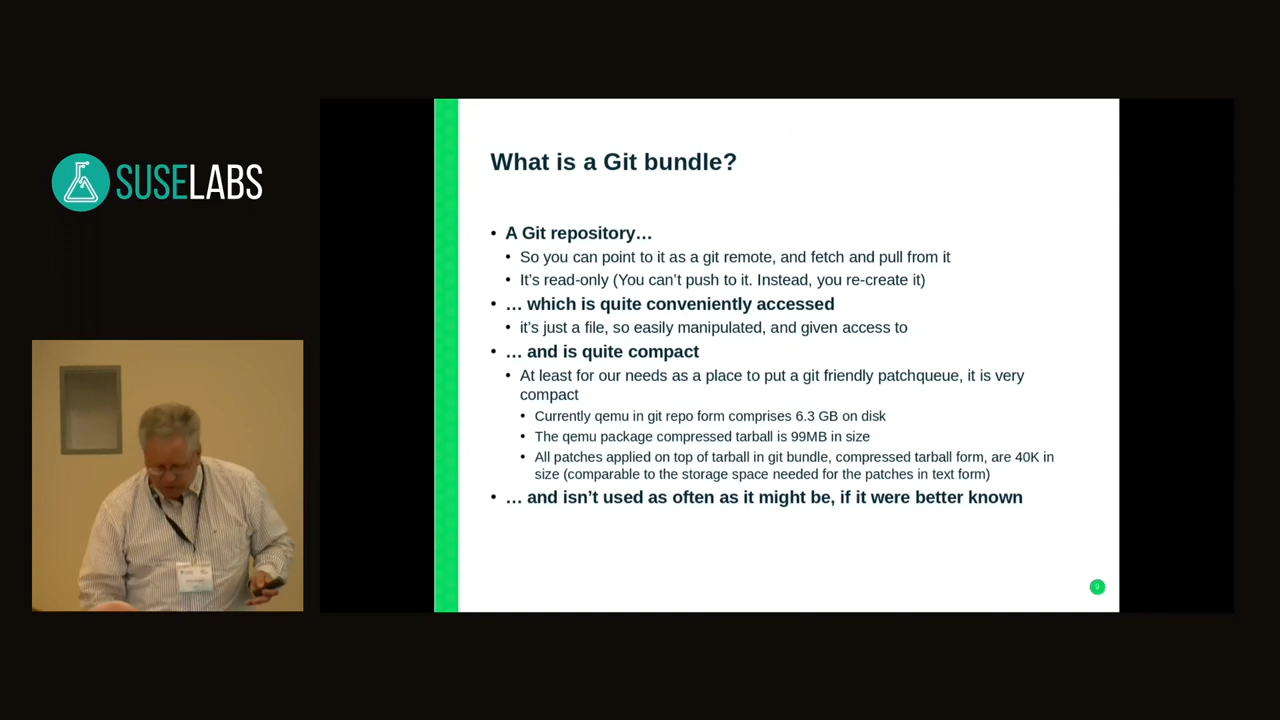 SUSELABS
What is a Git bundle?
• A Git repository…
• So you can point to it as a git remote, and fetch and pull from it
• It’s read-only (You can’t push to it. Instead, you re-create it)
• … which is quite conveniently accessed
• it’s just a file, so easily manipulated, and given access to
• … and is quite compact
• At least for our needs as a place to put a git friendly patchqueue, it is very
compact
• Currently qemu in git repo form comprises 6.3 GB on disk
• The qemu package compressed tarball is 99MB in size
• All patches applied on top of tarball in git bundle, compressed tarball form, are 40K in
size (comparable to the storage space needed for the patches in text form)
• … and isn’t used as often as it might be, if it were better known
9